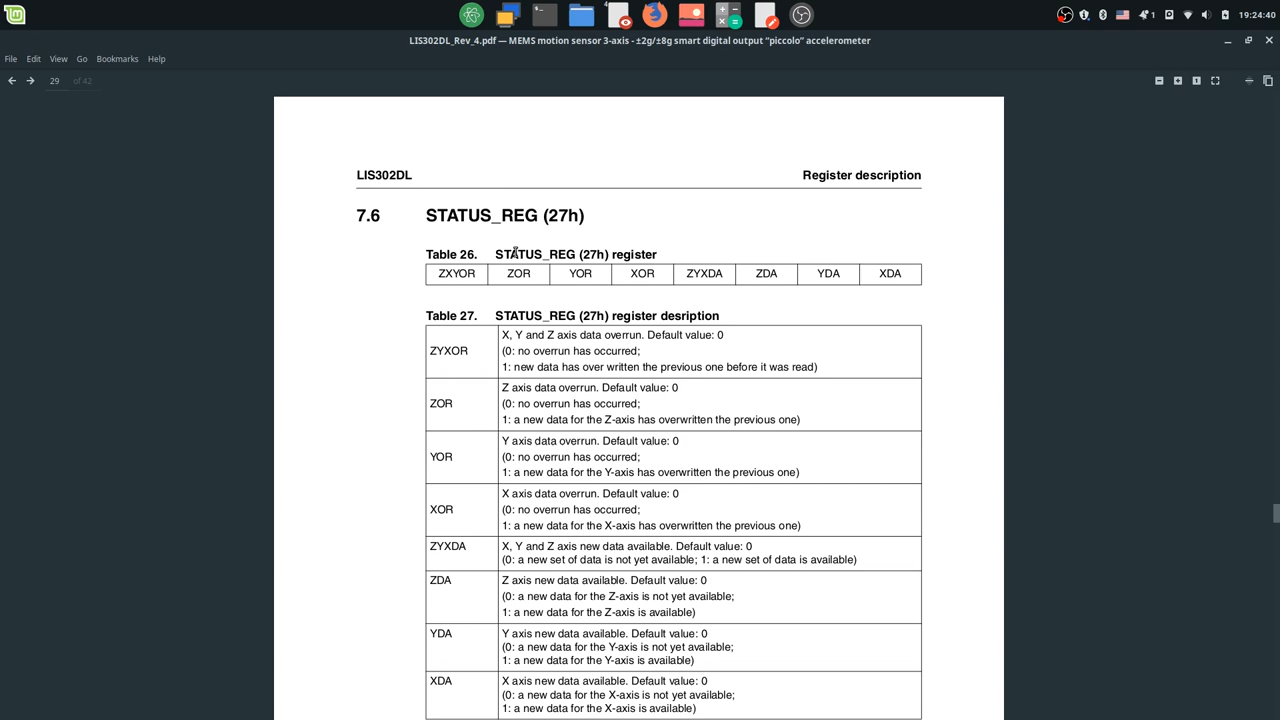 19:24:40
LIS302DL_Rev_4.pdf — MEMS motion sensor 3-axis - ±2g/±8g smart digital output “piccolo” accelerometer
File Edit View Go Bookmarks Help
29 of 42
LIS302DL Register description
7.6 STATUS_REG (27h)
Table 26. STATUS_REG (27h) register
ZXYOR ZOR YOR XOR ZYXDA ZDA YDA XDA
Table 27. STATUS_REG (27h) register desription
ZYXOR
X, Y and Z axis data overrun. Default value: 0
(0: no overrun has occurred;
1: new data has over written the previous one before it was read)
ZOR
Z axis data overrun. Default value: 0
(0: no overrun has occurred;
1: a new data for the Z-axis has overwritten the previous one)
YOR
Y axis data overrun. Default value: 0
(0: no overrun has occurred;
1: a new data for the Y-axis has overwritten the previous one)
XOR
X axis data overrun. Default value: 0
(0: no overrun has occurred;
1: a new data for the X-axis has overwritten the previous one)
ZYXDA
X, Y and Z axis new data available. Default value: 0
(0: a new set of data is not yet available; 1: a new set of data is available)
ZDA
Z axis new data available. Default value: 0
(0: a new data for the Z-axis is not yet available;
1: a new data for the Z-axis is available)
YDA
Y axis new data available. Default value: 0
(0: a new data for the Y-axis is not yet available;
1: a new data for the Y-axis is available)
XDA
X axis new data available. Default value: 0
(0: a new data for the X-axis is not yet available;
1: a new data for the X-axis is available)